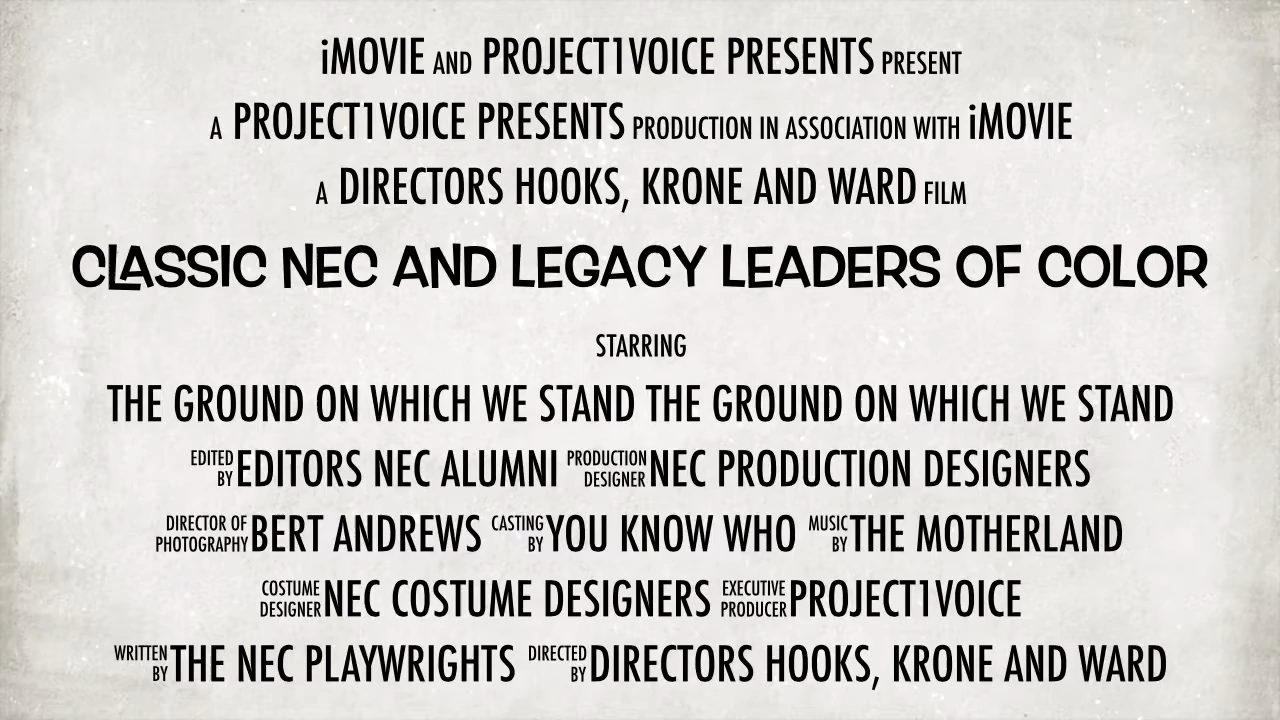 iMOVIE AND PROJECT1VOICE PRESENTS PRESENT
A PROJECT1VOICE PRESENTS PRODUCTION IN ASSOCIATION WITH iMOVIE
A DIRECTORS HOOKS, KRONE AND WARD FILM
CLASSIC NEC AND LEGACY LEADERS OF COLOR
STARRING
THE GROUND ON WHICH WE STAND THE GROUND ON WHICH WE STAND
EDITED BY EDITORS NEC ALUMNI PRODUCTION DESIGNER NEC PRODUCTION DESIGNERS
DIRECTOR OF PHOTOGRAPHY BERT ANDREWS CASTING BY YOU KNOW WHO MUSIC BY THE MOTHERLAND
COSTUME DESIGNER NEC COSTUME DESIGNERS EXECUTIVE PRODUCER PROJECT1VOICE
WRITTEN BY THE NEC PLAYWRIGHTS DIRECTED BY DIRECTORS HOOKS, KRONE AND WARD